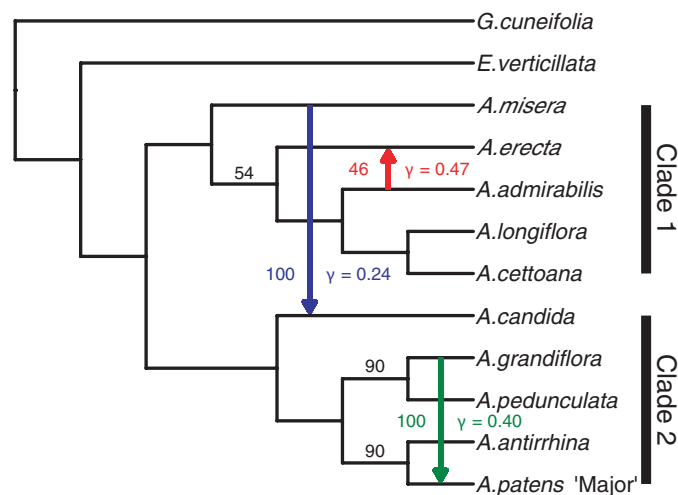 G.cuneifolia
E.verticillata
A.misera
A.erecta
54
46 γ = 0.47
A.admirabilis
A.longiflora
100 γ = 0.24
A.cettoana
Clade 1
A.candida
A.grandiflora
90
A.pedunculata
100 γ = 0.40
A.antirrhina
90
A.patens 'Major'
Clade 2